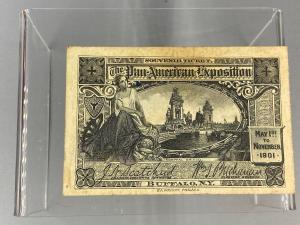 SOUVENIR TICKET.
The Pan-American Exposition
MAY 1ST
TO
NOVEMBER
1901
BUFFALO, N.Y.